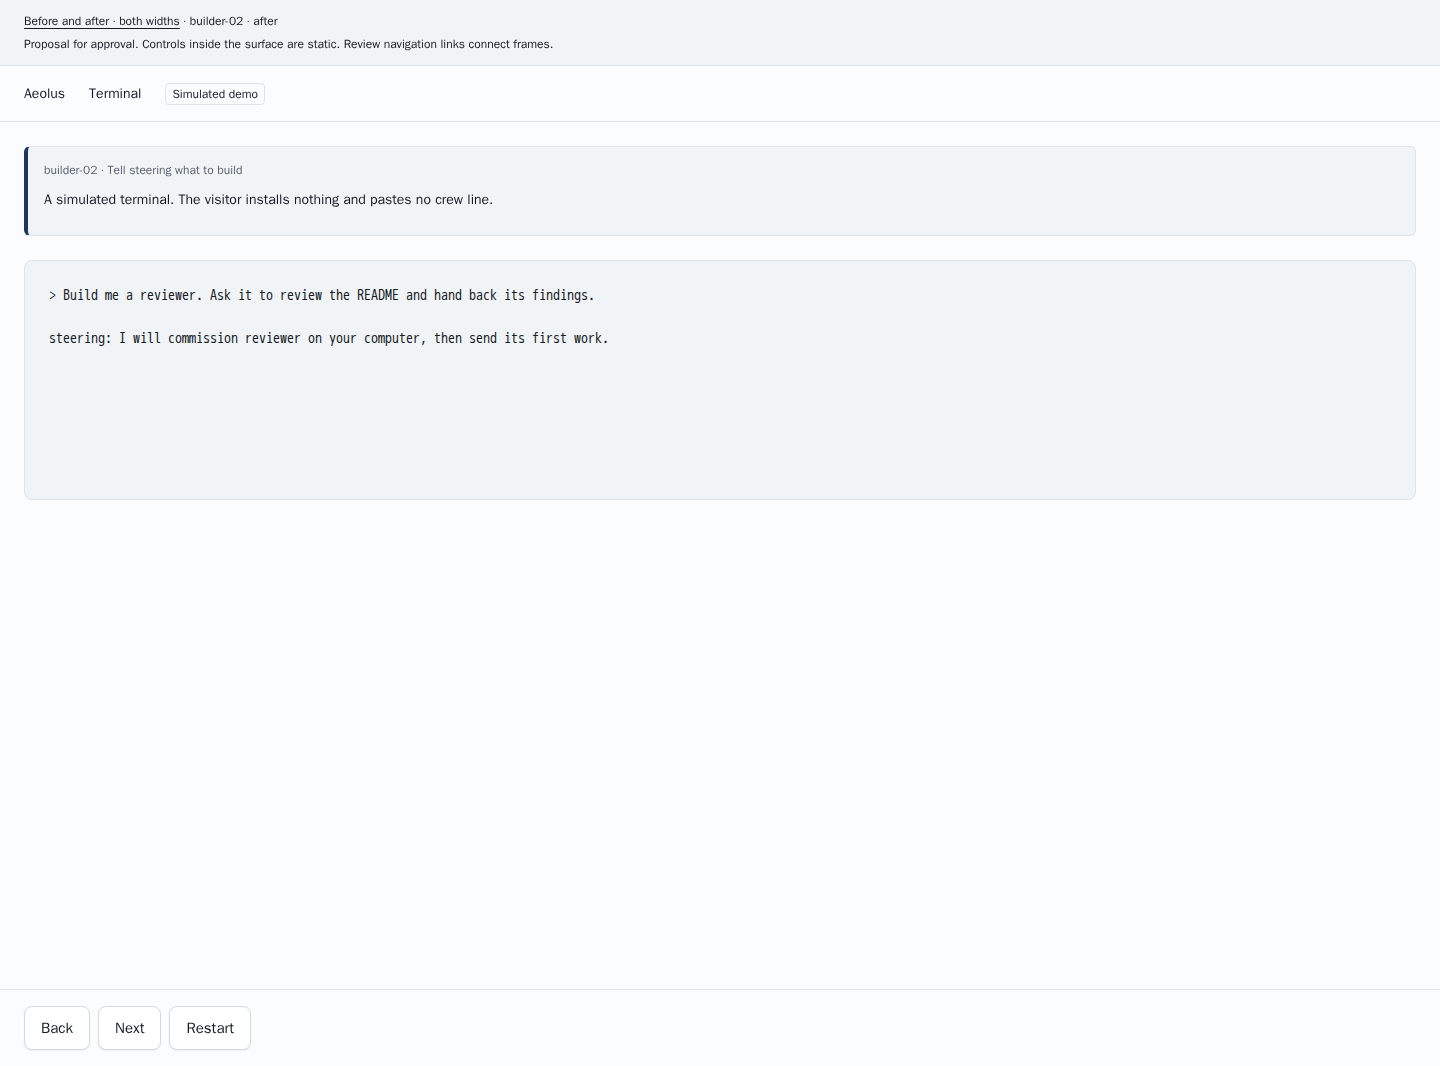 Before and after · both widths · builder-02 · after
Proposal for approval. Controls inside the surface are static. Review navigation links connect frames.
Aeolus Terminal Simulated demo
builder-02 · Tell steering what to build
A simulated terminal. The visitor installs nothing and pastes no crew line.
> Build me a reviewer. Ask it to review the README and hand back its findings.
steering: I will commission reviewer on your computer, then send its first work.
Back Next Restart